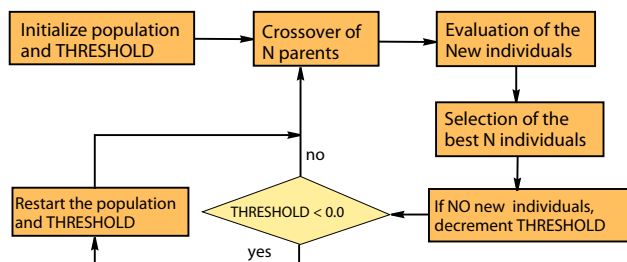 Initialize population
and THRESHOLD
Crossover of
N parents
Evaluation of the
New individuals
Selection of the
best N individuals
If NO new individuals,
decrement THRESHOLD
THRESHOLD < 0.0
no
yes
Restart the population
and THRESHOLD